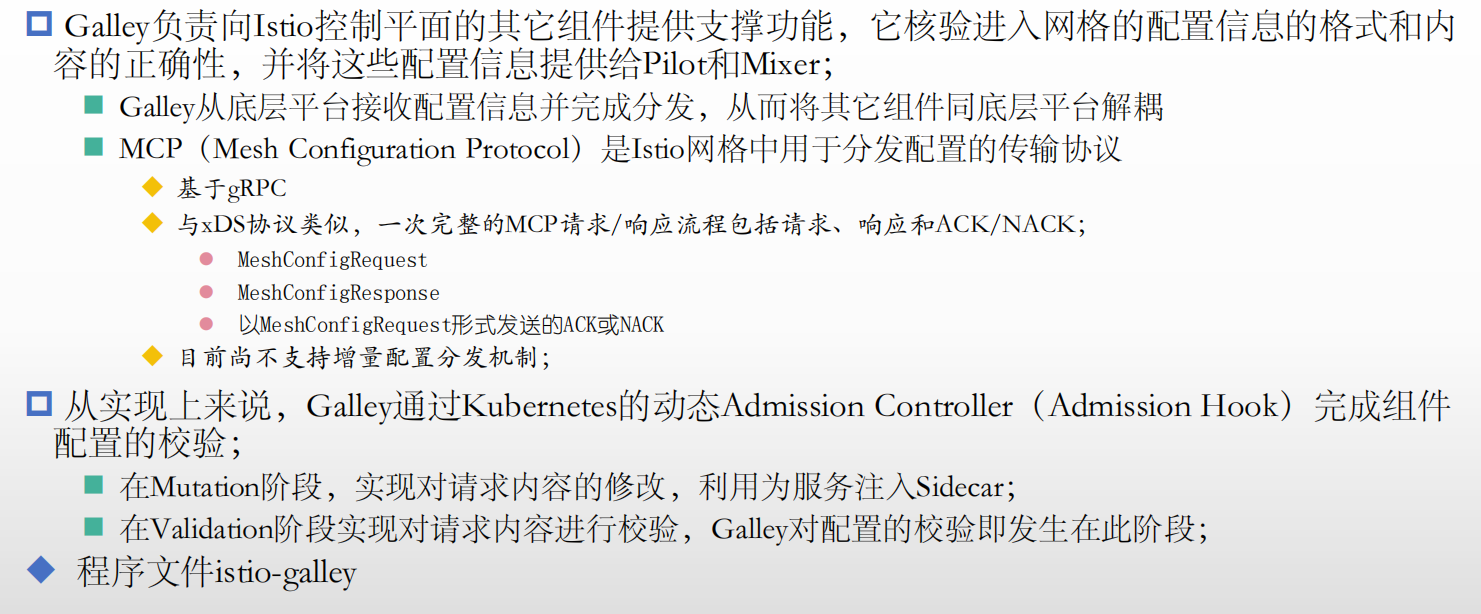 Galley负责向Istio控制平面的其它组件提供支撑功能，它核验进入网格的配置信息的格式和内
容的正确性，并将这些配置信息提供给Pilot和Mixer；
Galley从底层平台接收配置信息并完成分发，从而将其它组件同底层平台解耦
MCP（Mesh Configuration Protocol）是Istio网格中用于分发配置的传输协议
基于gRPC
与xDS协议类似，一次完整的MCP请求/响应流程包括请求、响应和ACK/NACK；
MeshConfigRequest
MeshConfigResponse
以MeshConfigRequest形式发送的ACK或NACK
目前尚不支持增量配置分发机制；
从实现上来说，Galley通过Kubernetes的动态Admission Controller（Admission Hook）完成组件
配置的校验；
在Mutation阶段，实现对请求内容的修改，利用为服务注入Sidecar；
在Validation阶段实现对请求内容进行校验，Galley对配置的校验即发生在此阶段；
程序文件istio-galley